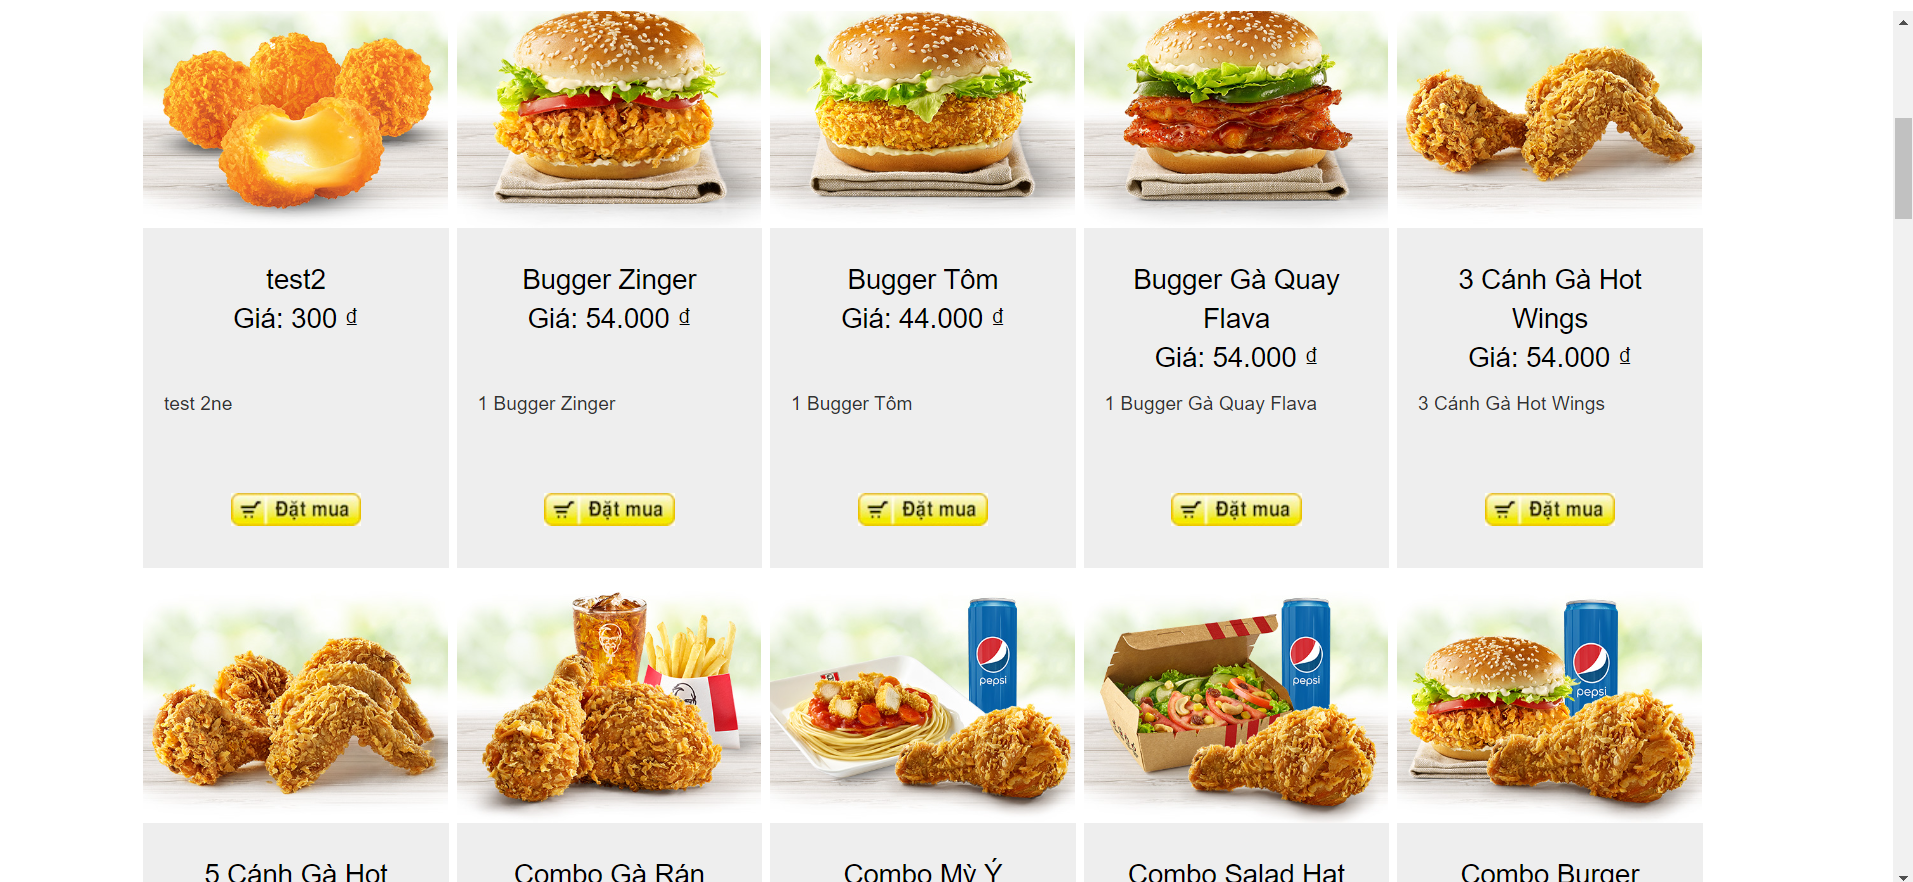 test2
Giá: 300 ₫
test 2ne
Đặt mua
Bugger Zinger
Giá: 54.000 ₫
1 Bugger Zinger
Đặt mua
Bugger Tôm
Giá: 44.000 ₫
1 Bugger Tôm
Đặt mua
Bugger Gà Quay
Flava
Giá: 54.000 ₫
1 Bugger Gà Quay Flava
Đặt mua
3 Cánh Gà Hot
Wings
Giá: 54.000 ₫
3 Cánh Gà Hot Wings
Đặt mua
pepsi
pepsi
pepsi
5 Cánh Gà Hot
Combo Gà Rán
Combo Mỳ Ý
Combo Salad Hạt
Combo Burger